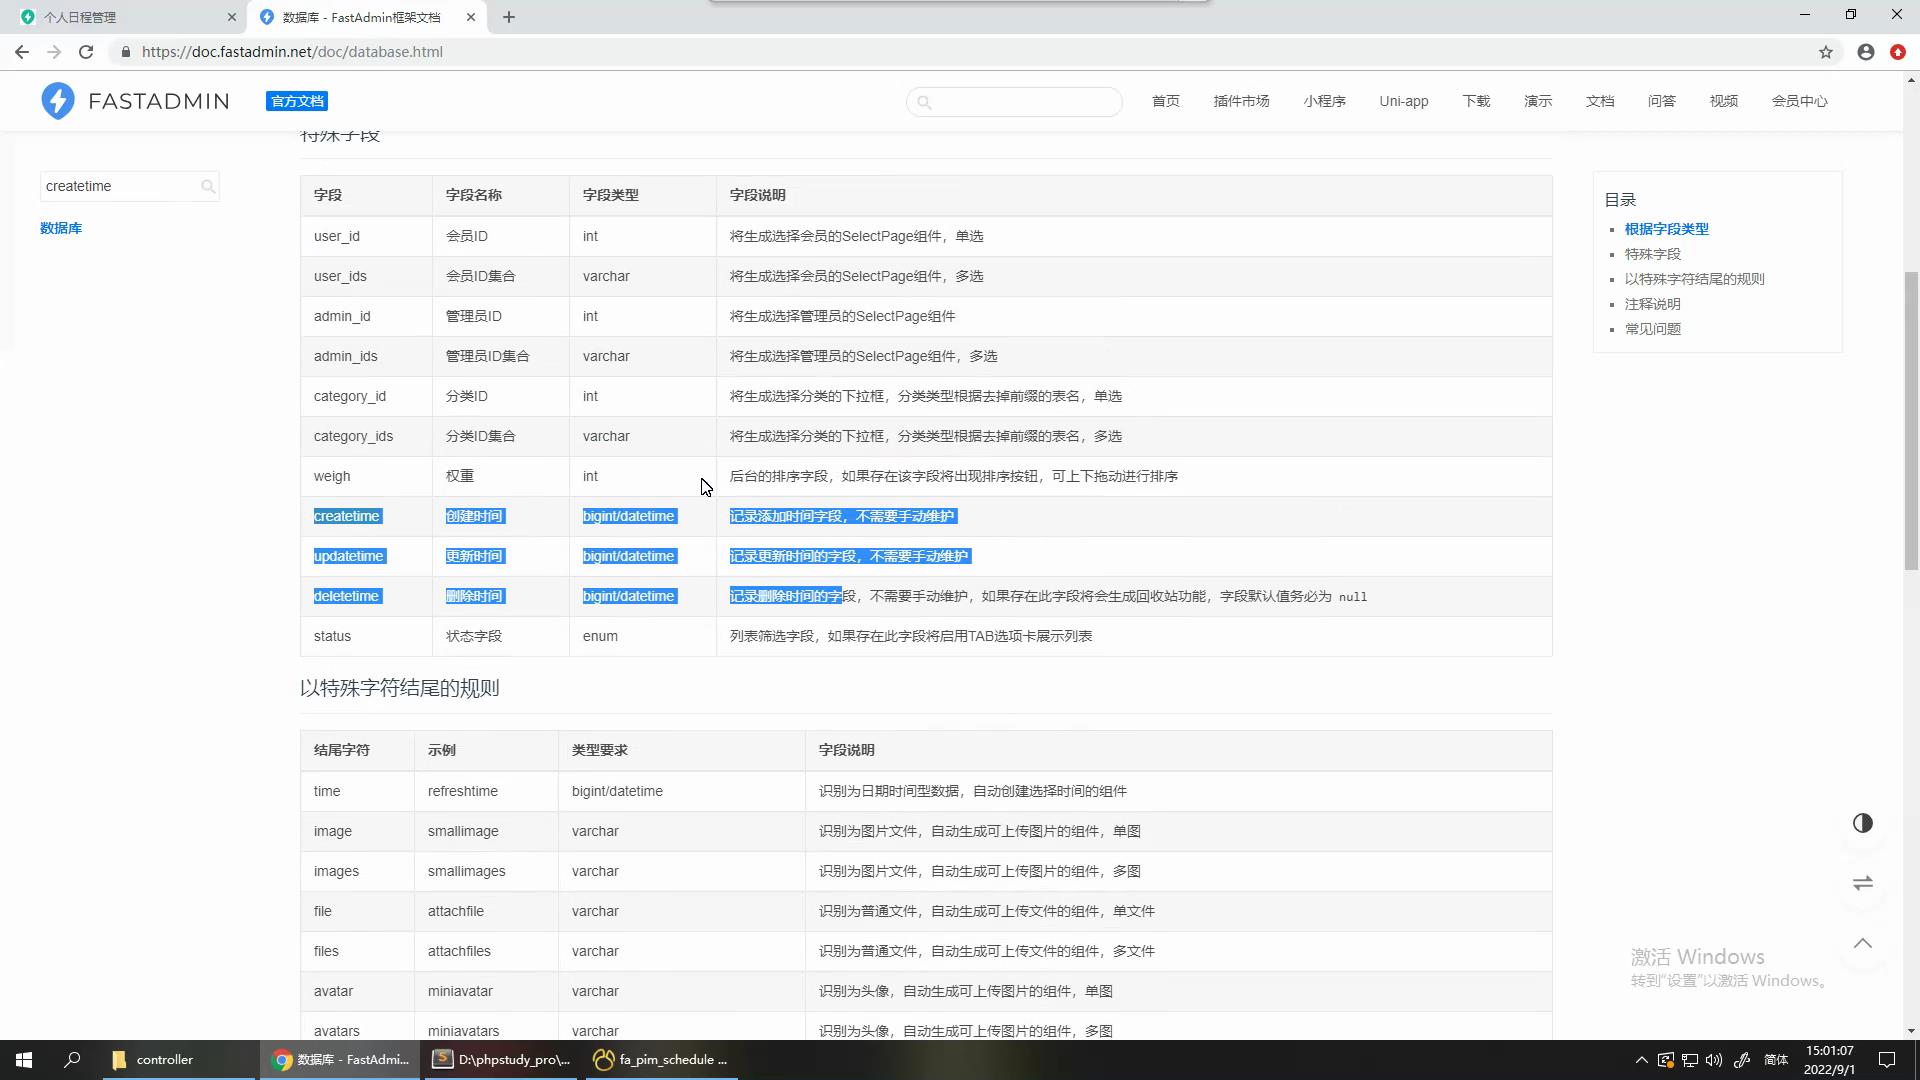 个人日程管理
数据库 - FastAdmin框架文档
https://doc.fastadmin.net/doc/database.html
FASTADMIN
官方文档
首页
插件市场
小程序
Uni-app
下载
演示
文档
问答
视频
会员中心
createtime
数据库
特殊字段
字段 字段名称 字段类型 字段说明
user_id 会员ID int 将生成选择会员的SelectPage组件，单选
user_ids 会员ID集合 varchar 将生成选择会员的SelectPage组件，多选
admin_id 管理员ID int 将生成选择管理员的SelectPage组件
admin_ids 管理员ID集合 varchar 将生成选择管理员的SelectPage组件，多选
category_id 分类ID int 将生成选择分类的下拉框，分类类型根据去掉前缀的表名，单选
category_ids 分类ID集合 varchar 将生成选择分类的下拉框，分类类型根据去掉前缀的表名，多选
weigh 权重 int 后台的排序字段，如果存在该字段将出现排序按钮，可上下拖动进行排序
createtime 创建时间 bigint/datetime 记录添加时间字段，不需要手动维护
updatetime 更新时间 bigint/datetime 记录更新时间的字段，不需要手动维护
deletetime 删除时间 bigint/datetime 记录删除时间的字段，不需要手动维护，如果存在此字段将会生成回收站功能，字段默认值务必为 null
status 状态字段 enum 列表筛选字段，如果存在此字段将启用TAB选项卡展示列表
以特殊字符结尾的规则
结尾字符 示例 类型要求 字段说明
time refreshtime bigint/datetime 识别为日期时间型数据，自动创建选择时间的组件
image smallimage varchar 识别为图片文件，自动生成可上传图片的组件，单图
images smallimages varchar 识别为图片文件，自动生成可上传图片的组件，多图
file attachfile varchar 识别为普通文件，自动生成可上传文件的组件，单文件
files attachfiles varchar 识别为普通文件，自动生成可上传文件的组件，多文件
avatar miniavatar varchar 识别为头像，自动生成可上传图片的组件，单图
avatars miniavatars varchar 识别为头像，自动生成可上传图片的组件，多图
目录
根据字段类型
特殊字段
以特殊字符结尾的规则
注释说明
常见问题
激活 Windows
转到“设置”以激活 Windows。
controller
数据库 - FastAdmi...
D:\phpstudy_pro\...
fa_pim_schedule ...
简体
15:01:07
2022/9/1